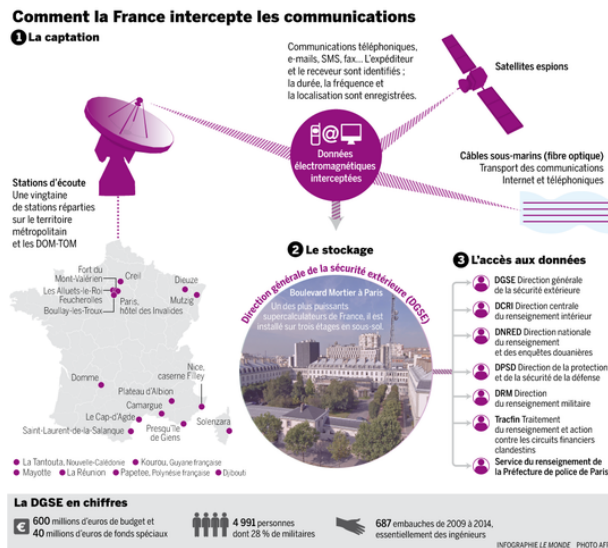 Comment la France intercepte les communications
1 La captation
Communications téléphoniques,
e-mails, SMS, fax... L'expéditeur
et le receveur sont identifiés ;
la durée, la fréquence et
la localisation sont enregistrées.
Satellites espions
Données
électromagnétiques
interceptées
Câbles sous-marins (fibre optique)
Transport des communications
Internet et téléphoniques
Stations d'écoute
Une vingtaine
de stations réparties
sur le territoire
métropolitain
et les DOM-TOM
Fort du
Mont-Valérien
Creil
Les Alluets-le-Roi
Feucherolles
Boullay-les-Troux
Paris,
hôtel des Invalides
Dieuze
Mutzig
Domme
Nice,
caserne Filley
Plateau d'Albion
Camargue
Le Cap-d'Agde
Saint-Laurent-de-la-Salanque
Presqu'île
de Giens
Solenzara
La Tantouta, Nouvelle-Calédonie
Kourou, Guyane française
Mayotte
La Réunion
Papetee, Polynésie française
Djibouti
2 Le stockage
Direction générale de la sécurité extérieure (DGSE)
Boulevard Mortier à Paris
Un des plus puissants
supercalculateurs de France, il est
installé sur trois étages en sous-sol.
3 L'accès aux données
DGSE Direction générale
de la sécurité extérieure
DCRI Direction centrale
du renseignement intérieur
DNRED Direction nationale
du renseignement
et des enquêtes douanières
DPSD Direction de la protection
et de la sécurité de la défense
DRM Direction
du renseignement militaire
Tracfin Traitement
du renseignement et action
contre les circuits financiers
clandestins
Service du renseignement de
la Préfecture de police de Paris
La DGSE en chiffres
€
600 millions d'euros de budget et
40 millions d'euros de fonds spéciaux
4 991 personnes
dont 28 % de militaires
687 embauches de 2009 à 2014,
essentiellement des ingénieurs
INFOGRAPHIE LE MONDE PHOTO AFP